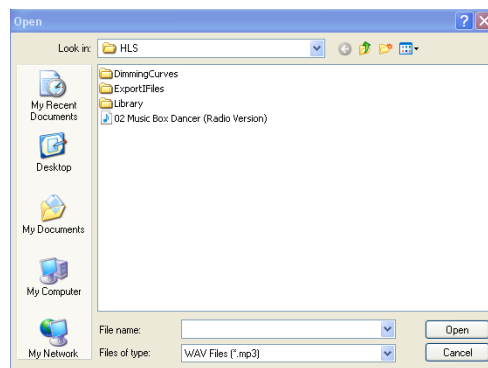 Open
Look in: HLS
DimmingCurves
ExportIFiles
Library
02 Music Box Dancer (Radio Version)
My Recent
Documents
Desktop
My Documents
My Computer
My Network
File name:
Open
Files of type: WAV Files (*.mp3)
Cancel